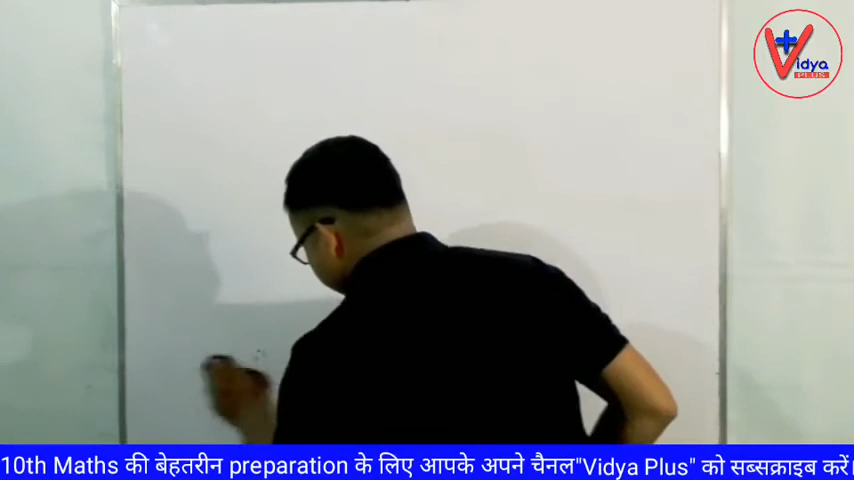 Vidya
PLUS
10th Maths की बेहतरीन preparation के लिए आपके अपने चैनल"Vidya Plus" को सब्सक्राइब करें।